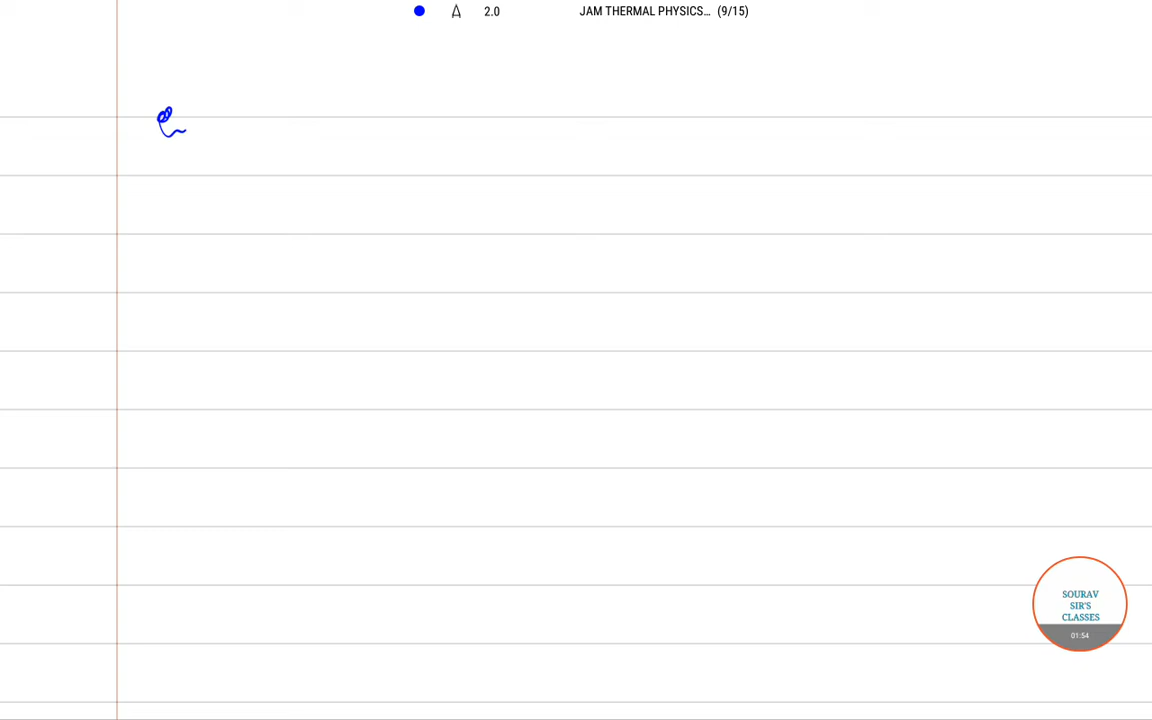 2.0 JAM THERMAL PHYSICS... (9/15)
SOURAV
SIR'S
CLASSES
01:54